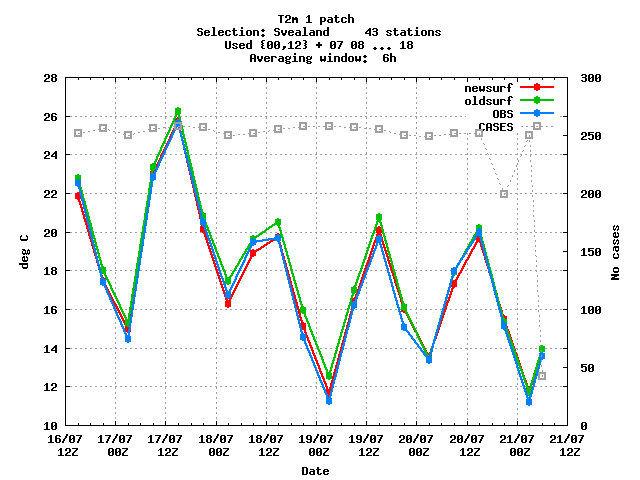 T2m 1 patch
Selection: Svealand     43 stations
Used {00,12} + 07 08 ... 18
Averaging window:  6h
28
26
24
22
20
18
16
14
12
10
300
250
200
150
100
50
0
deg C
No cases
newsurf
oldsurf
OBS
CASES
16/07 17/07 17/07 18/07 18/07 19/07 19/07 20/07 20/07 21/07 21/07
12Z 00Z 12Z 00Z 12Z 00Z 12Z 00Z 12Z 00Z 12Z
Date